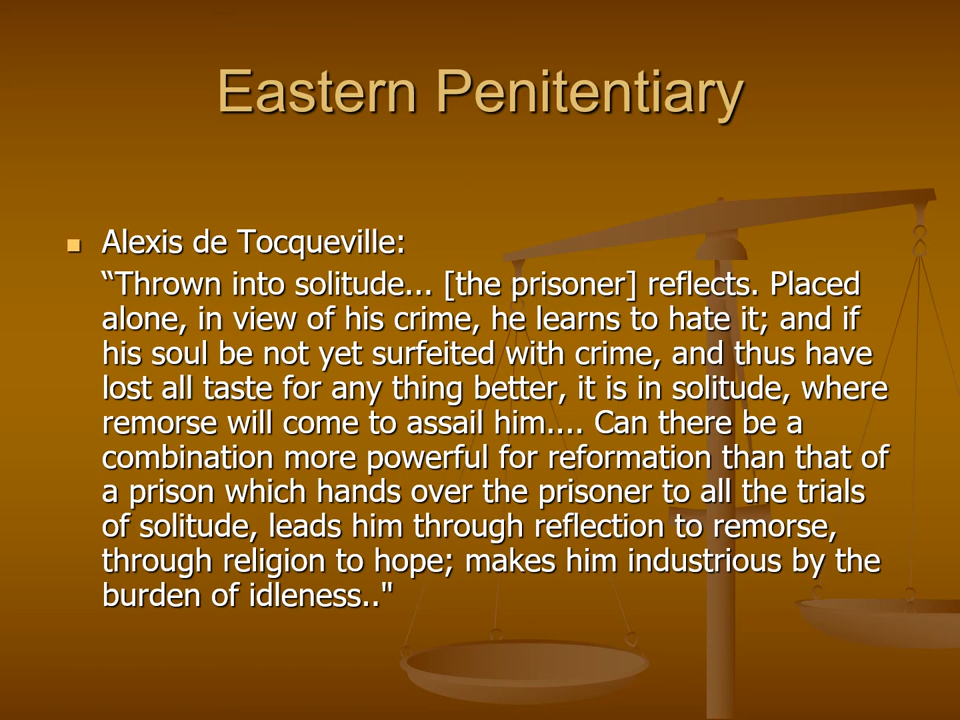 Eastern Penitentiary
Alexis de Tocqueville:
“Thrown into solitude... [the prisoner] reflects. Placed
alone, in view of his crime, he learns to hate it; and if
his soul be not yet surfeited with crime, and thus have
lost all taste for any thing better, it is in solitude, where
remorse will come to assail him.... Can there be a
combination more powerful for reformation than that of
a prison which hands over the prisoner to all the trials
of solitude, leads him through reflection to remorse,
through religion to hope; makes him industrious by the
burden of idleness.."